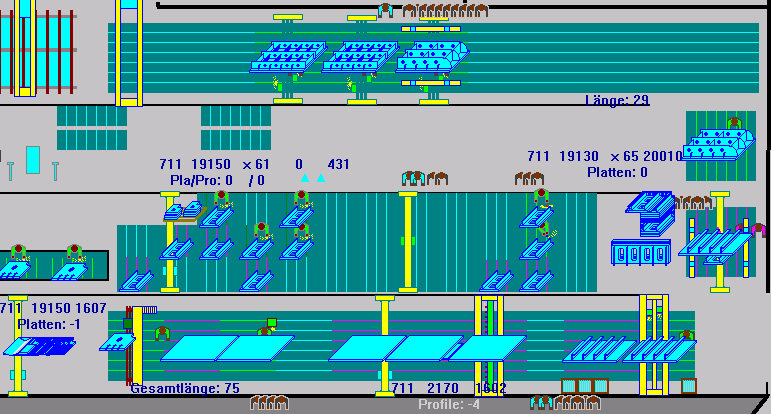 Länge: 29
711 19150 x 61 0 431
Pla/Pro: 0 / 0
711 19130 x 65 20010
Platten: 0
711 19150 1607
Platten: -1
Gesamtlänge: 75
711 2170 1602
Profile: -4